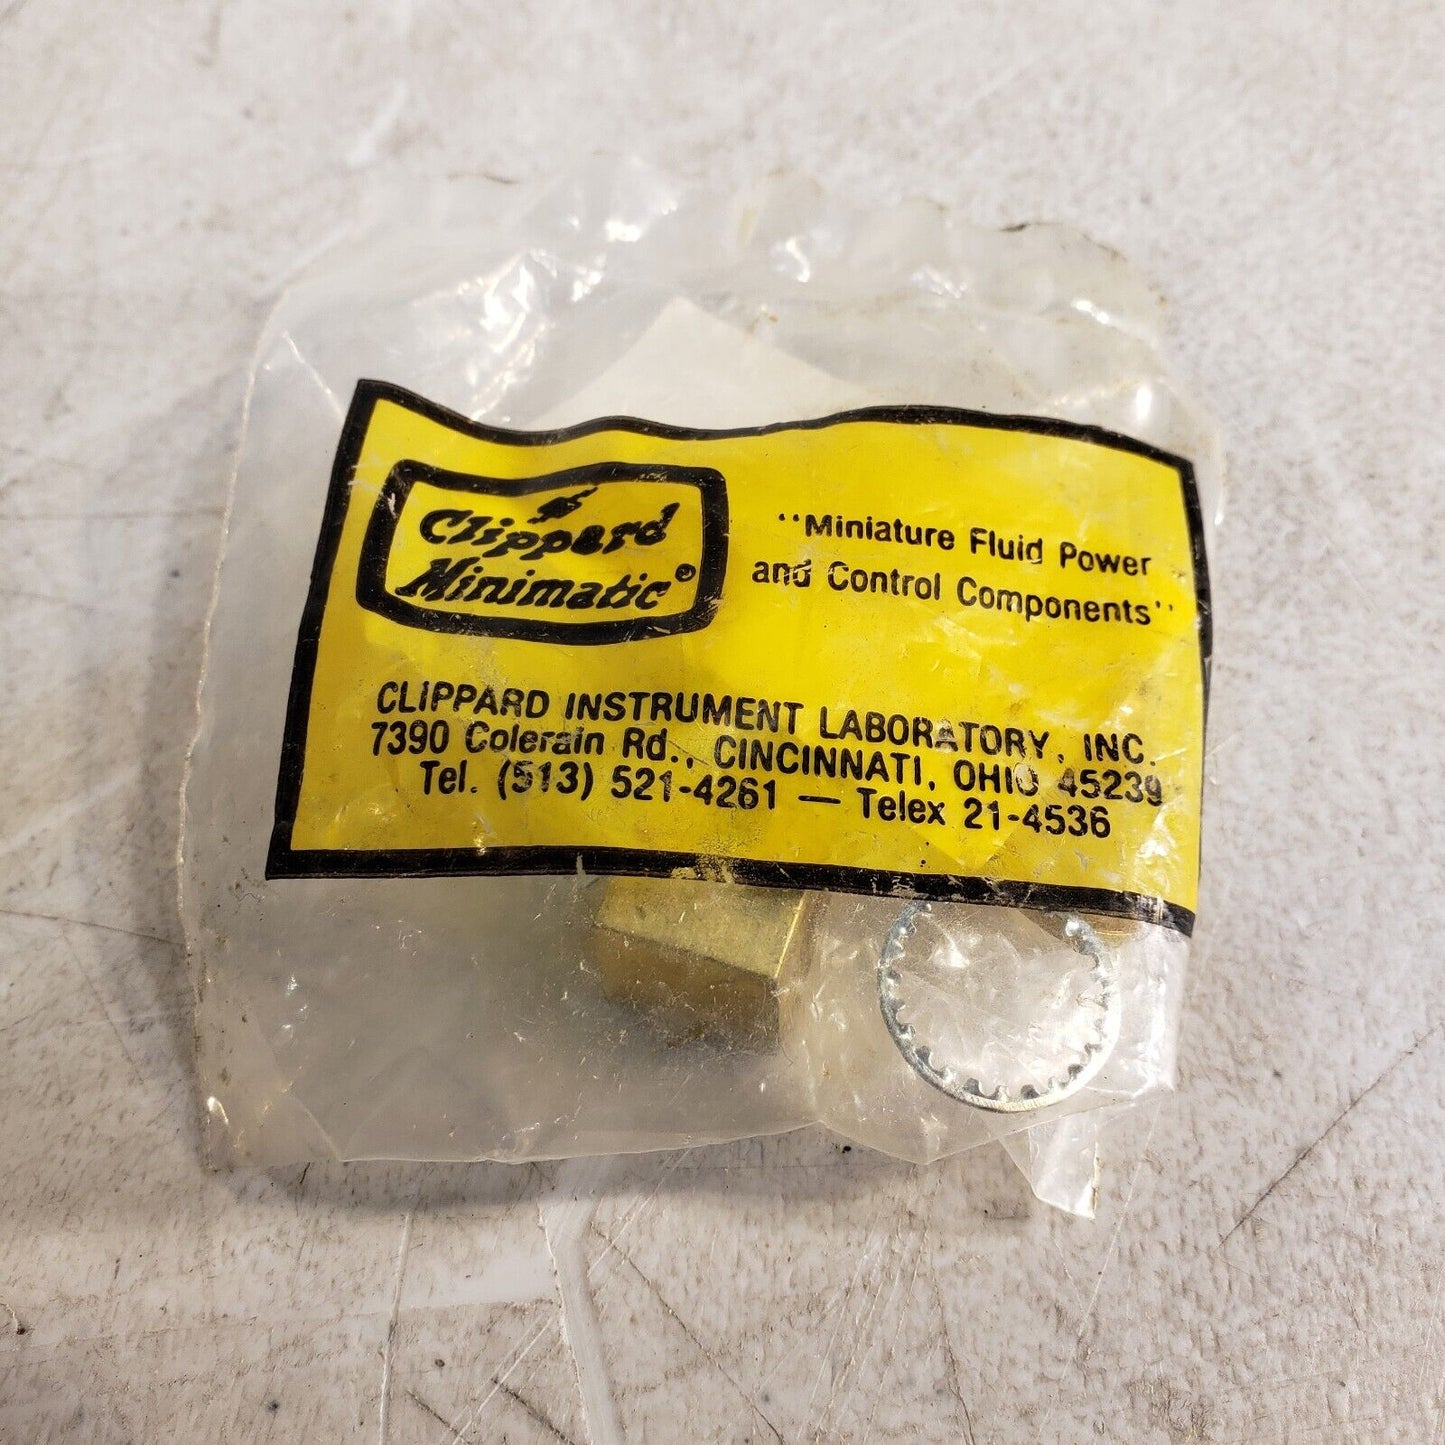 Clippard
Minimatic®
"Miniature Fluid Power
and Control Components"
CLIPPARD INSTRUMENT LABORATORY, INC.
7390 Colerain Rd., CINCINNATI, OHIO 45239
Tel. (513) 521-4261 — Telex 21-4536